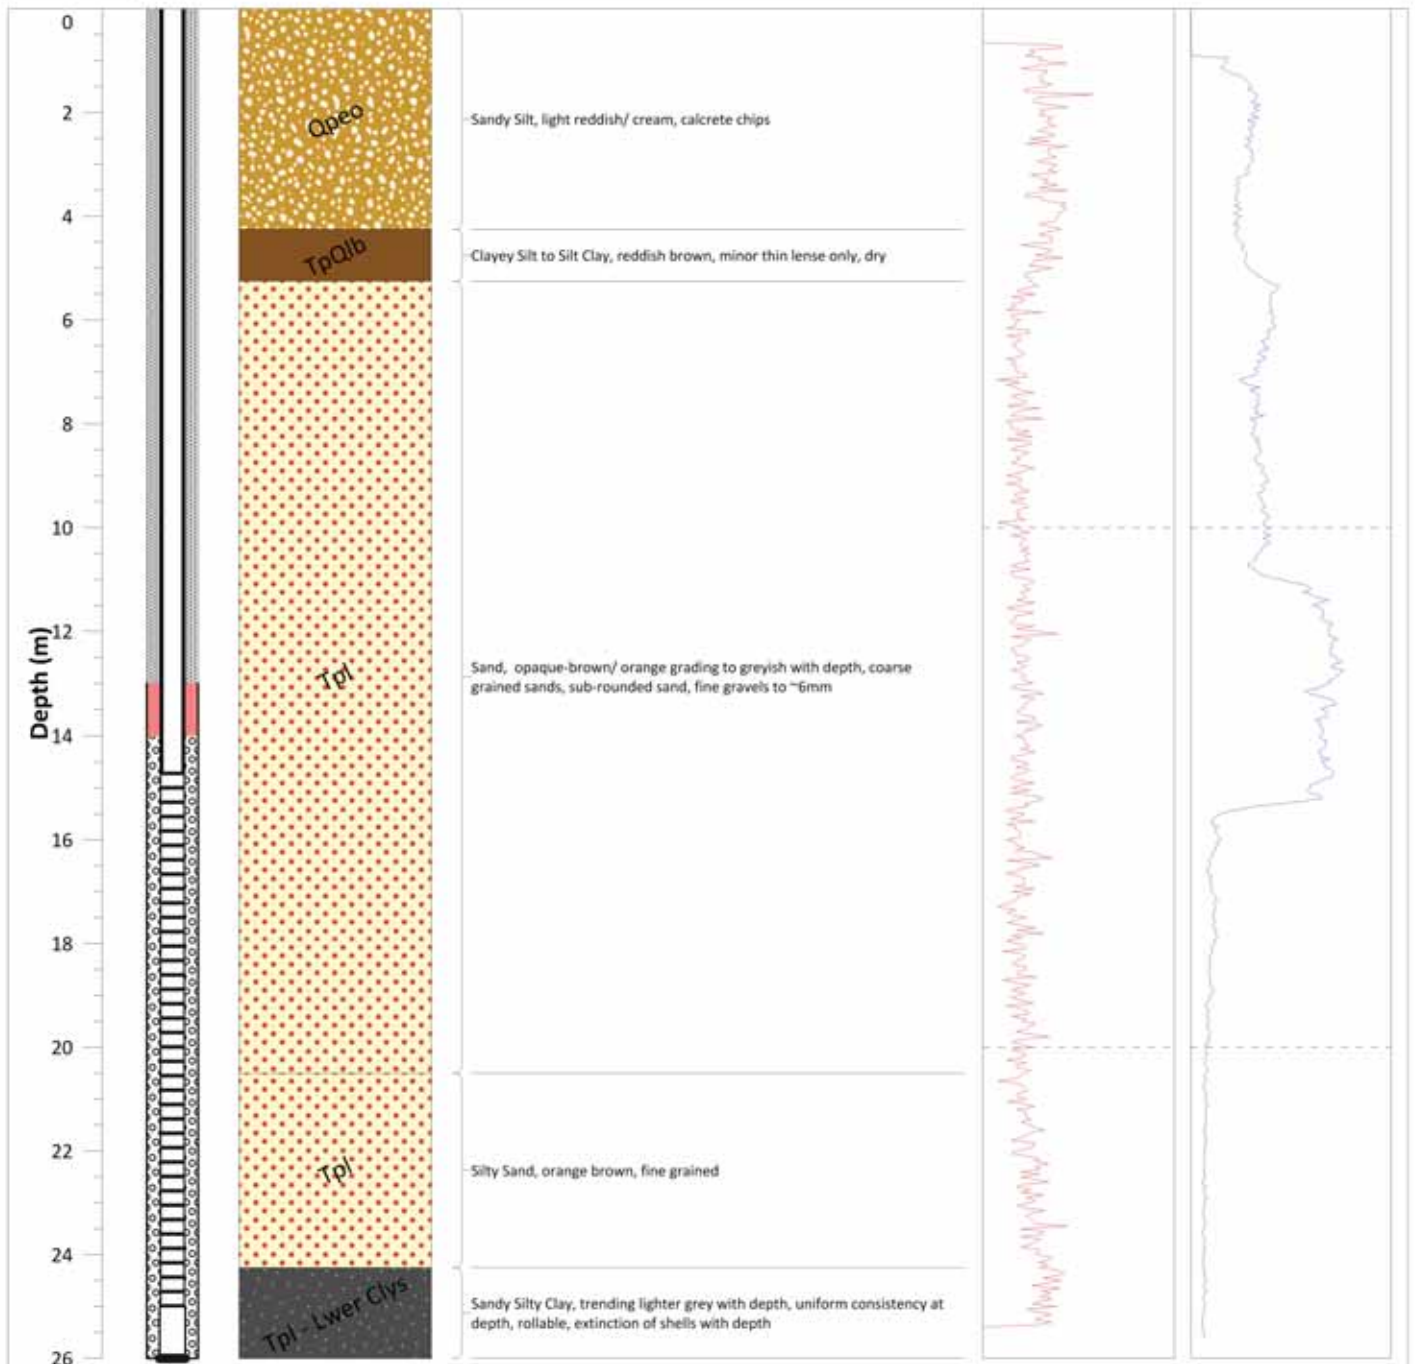 0
Qpeo
2
Sandy Silt, light reddish/ cream, calcrete chips
4
TpQlb
Clayey Silt to Silt Clay, reddish brown, minor thin lense only, dry
6
8
10
12
Depth (m)
Tpl
Sand, opaque-brown/ orange grading to greyish with depth, coarse
grained sands, sub-rounded sand, fine gravels to ~6mm
14
16
18
20
22
Tpl
Silty Sand, orange brown, fine grained
24
Tpl - Lwer Clys
Sandy Silty Clay, trending lighter grey with depth, uniform consistency at
depth, rollable, extinction of shells with depth
26